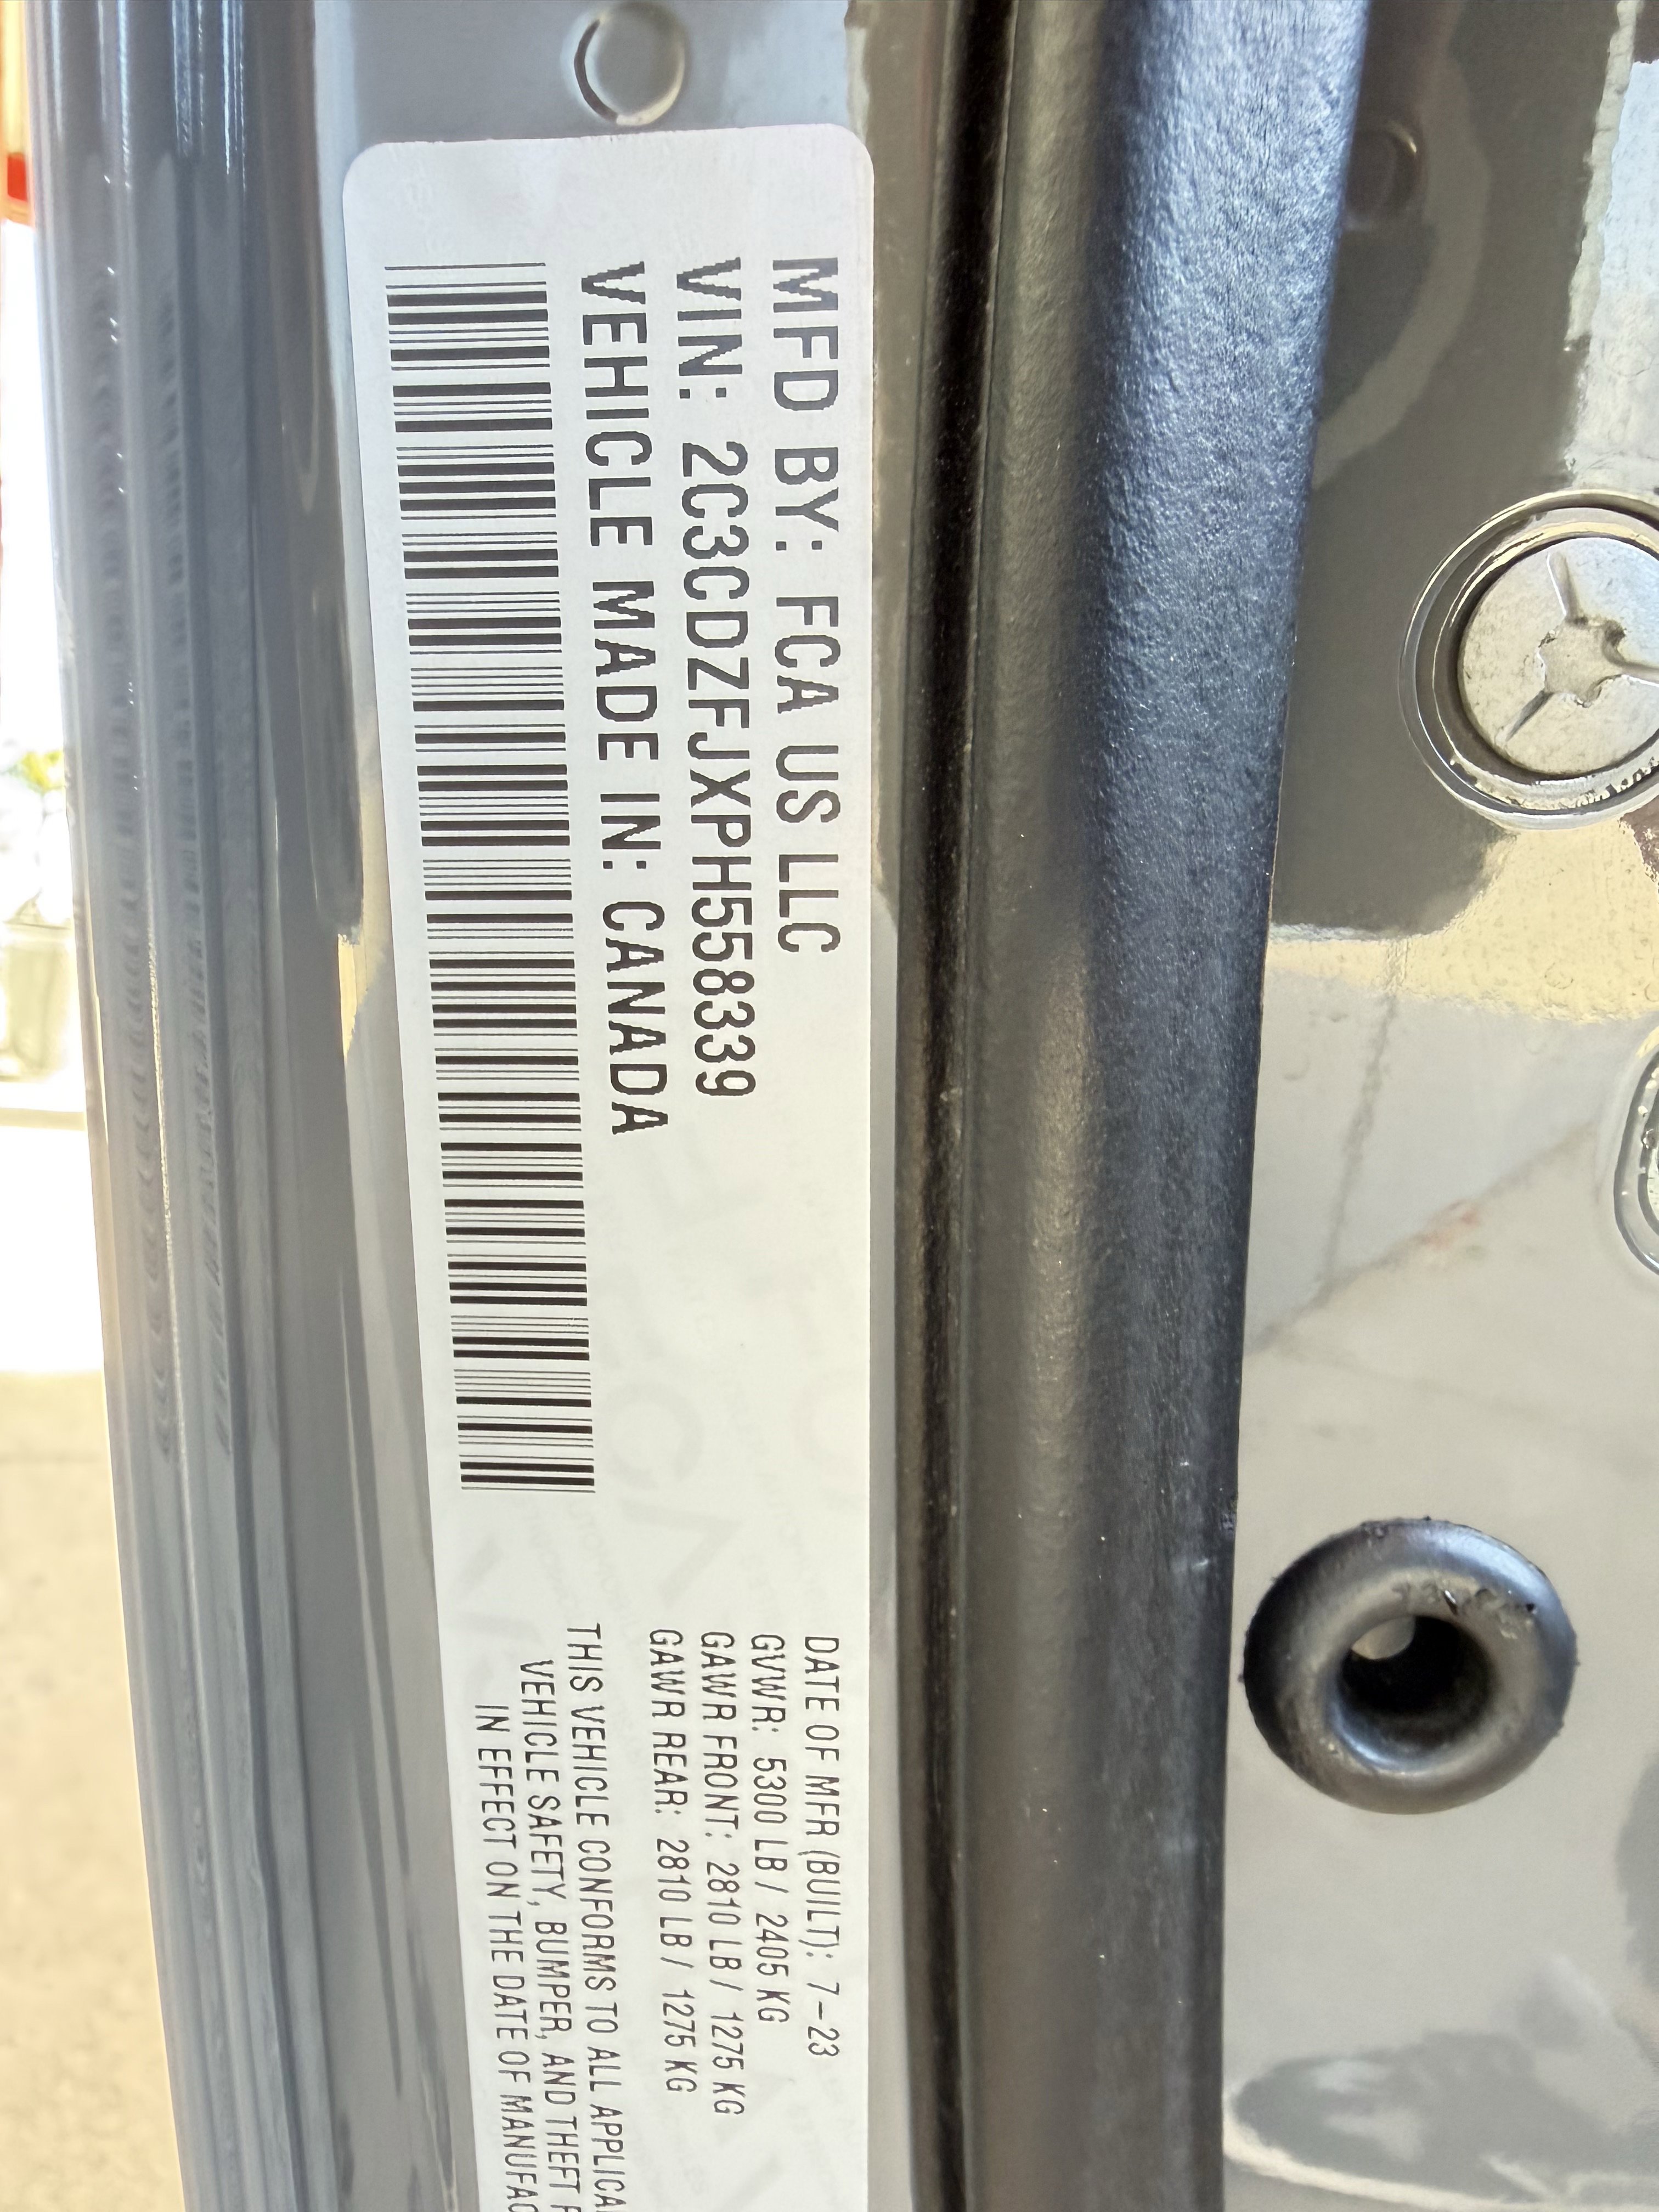 MFD BY: FCA US LLC
VIN: 2C3CDZFJXPH558339
VEHICLE MADE IN: CANADA
DATE OF MFR (BUILT): 7-23
GVWR: 5300 LB / 2405 KG
GAWR FRONT: 2810 LB / 1275 KG
GAWR REAR: 2810 LB / 1275 KG
THIS VEHICLE CONFORMS TO ALL
VEHICLE SAFETY, BUMPER, AND THEFT
IN EFFECT ON THE DATE OF